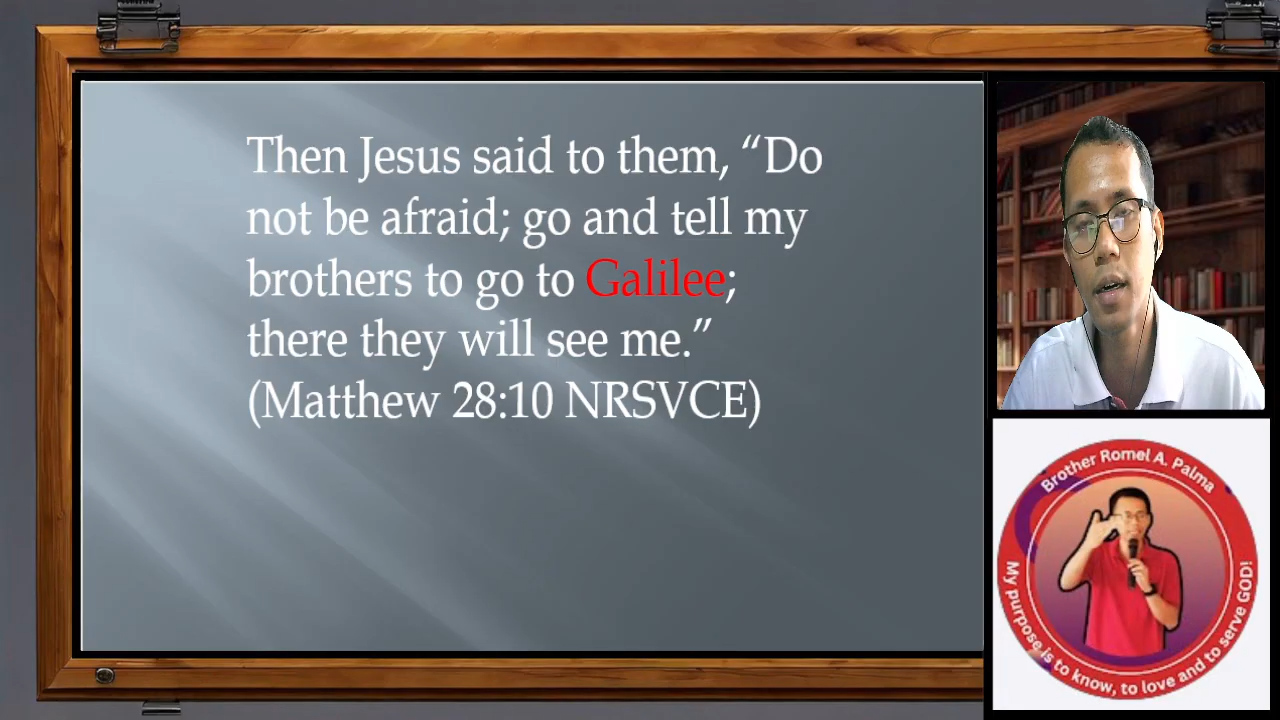 Then Jesus said to them, “Do
not be afraid; go and tell my
brothers to go to Galilee;
there they will see me.”
(Matthew 28:10 NRSVCE)
Brother Romel A. Palma
My purpose is to know, to love and to serve GOD!